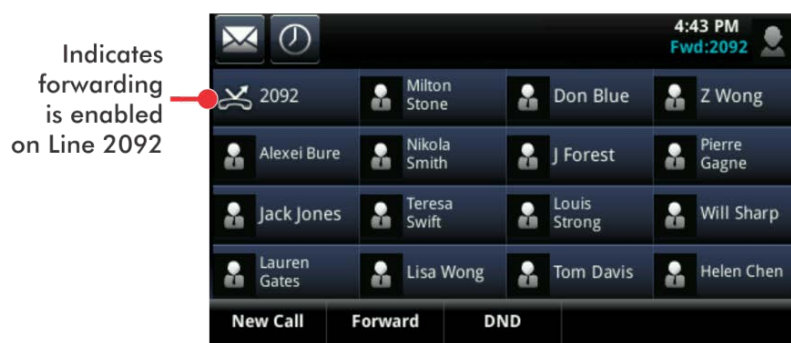 Indicates
forwarding
is enabled
on Line 2092
4:43 PM
Fwd:2092
2092
Milton
Stone
Don Blue
Z Wong
Alexei Bure
Nikola
Smith
J Forest
Pierre
Gagne
Jack Jones
Teresa
Swift
Louis
Strong
Will Sharp
Lauren
Gates
Lisa Wong
Tom Davis
Helen Chen
New Call
Forward
DND